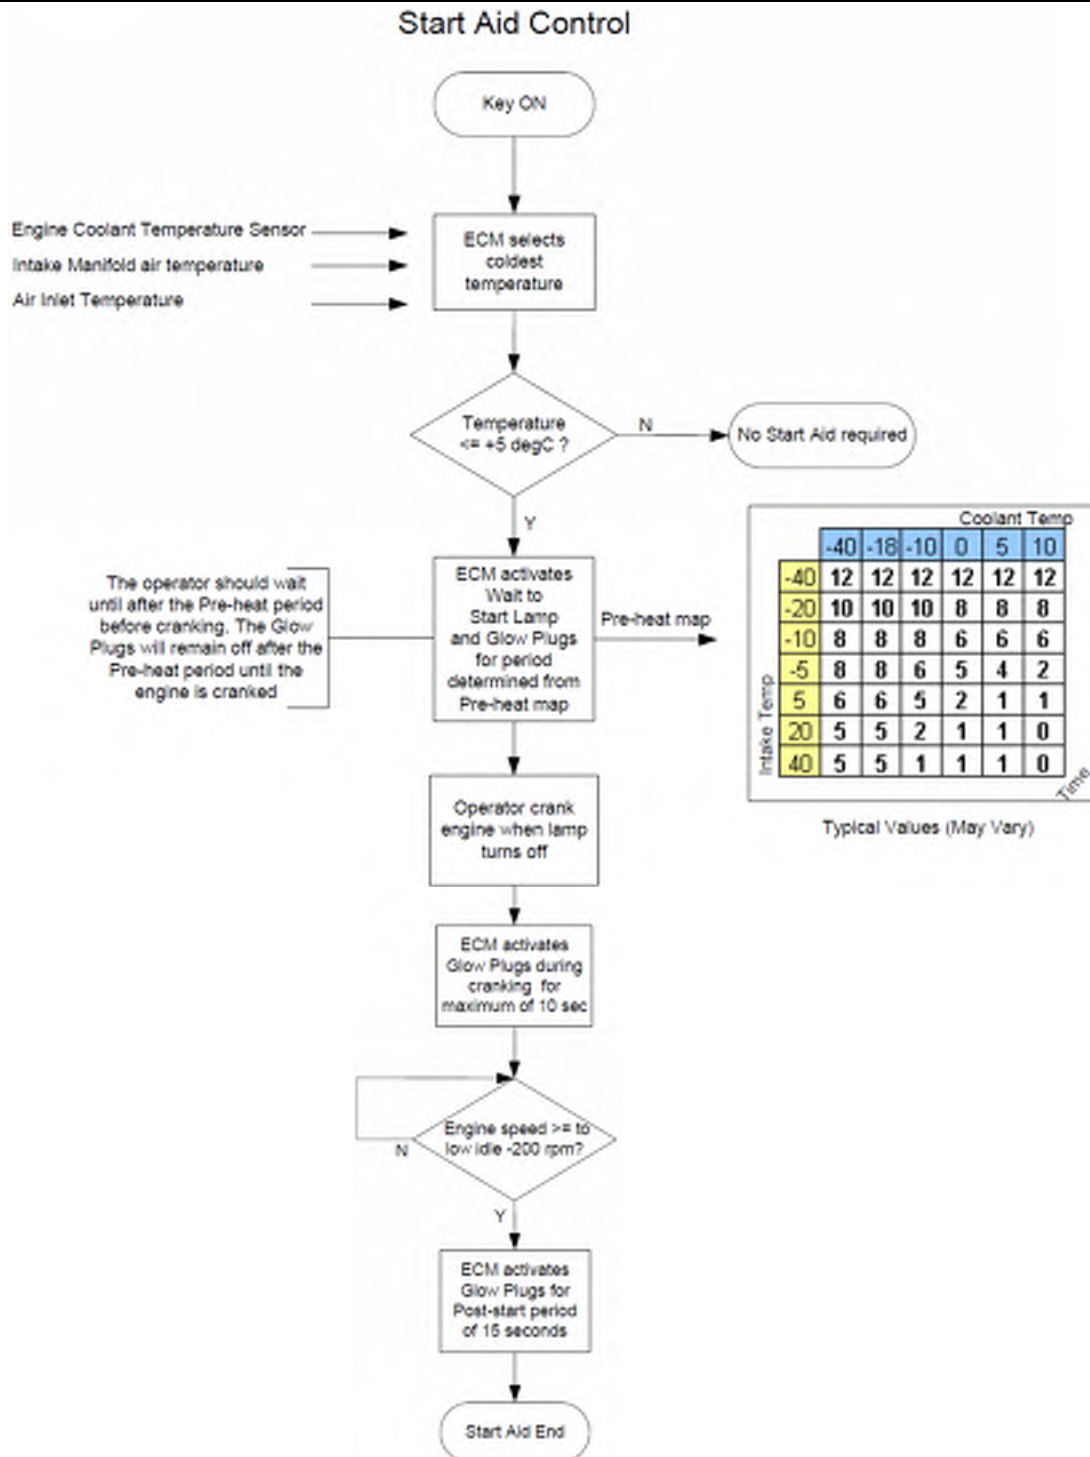 Start Aid Control
Key ON
Engine Coolant Temperature Sensor
Intake Manifold air temperature
Air Inlet Temperature
ECM selects
coldest
temperature
Temperature
<= +5 degC ?
N
No Start Aid required
Y
The operator should wait
until after the Pre-heat period
before cranking. The Glow
Plugs will remain off after the
Pre-heat period until the
engine is cranked
ECM activates
Wait to
Start Lamp
and Glow Plugs
for period
determined from
Pre-heat map
Pre-heat map
Coolant Temp
-40 -18 -10 0 5 10
Intake Temp
-40 12 12 12 12 12 12
-20 10 10 10 8 8 8
-10 8 8 8 6 6 6
-5 8 8 6 5 4 2
5 6 6 5 2 1 1
20 5 5 2 1 1 0
40 5 5 1 1 1 0
Time
Typical Values (May Vary)
Operator crank
engine when lamp
turns off
ECM activates
Glow Plugs during
cranking for
maximum of 10 sec
Engine speed >= to
low idle -200 rpm?
N
Y
ECM activates
Glow Plugs for
Post-start period
of 15 seconds
Start Aid End